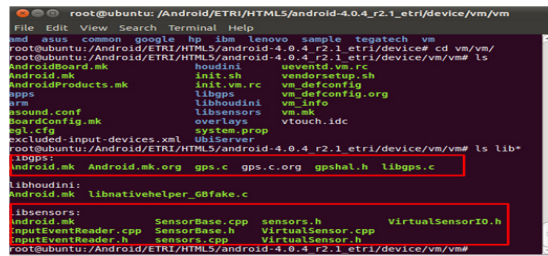 root@ubuntu: /Android/ETRI/HTML5/android-4.0.4_r2.1_etri/device/vm/vm
File Edit View Search Terminal Help
amd asus common google hp ibm lenovo sample tegatech vm
root@ubuntu:/Android/ETRI/HTML5/android-4.0.4_r2.1_etri/device# cd vm/vm/
root@ubuntu:/Android/ETRI/HTML5/android-4.0.4_r2.1_etri/device/vm/vm# ls
AndroidBoard.mk houdini ueventd.vm.rc
Android.mk init.sh vendorsetup.sh
AndroidProducts.mk init.vm.rc vm_defconfig
apps libgps vm_defconfig.org
arm libhoudini vm_info
asound.conf libsensors vm.mk
BoardConfig.mk overlays vtouch.idc
egl.cfg system.prop
excluded-input-devices.xml UbiServer
root@ubuntu:/Android/ETRI/HTML5/android-4.0.4_r2.1_etri/device/vm/vm# ls lib*
libgps:
Android.mk Android.mk.org gps.c gps.c.org gpshal.h libgps.c
libhoudini:
Android.mk libnativehelper_GBfake.c
libsensors:
Android.mk SensorBase.cpp sensors.h VirtualSensorIO.h
InputEventReader.cpp SensorBase.h VirtualSensor.cpp
InputEventReader.h sensors.cpp VirtualSensor.h
root@ubuntu:/Android/ETRI/HTML5/android-4.0.4_r2.1_etri/device/vm/vm#